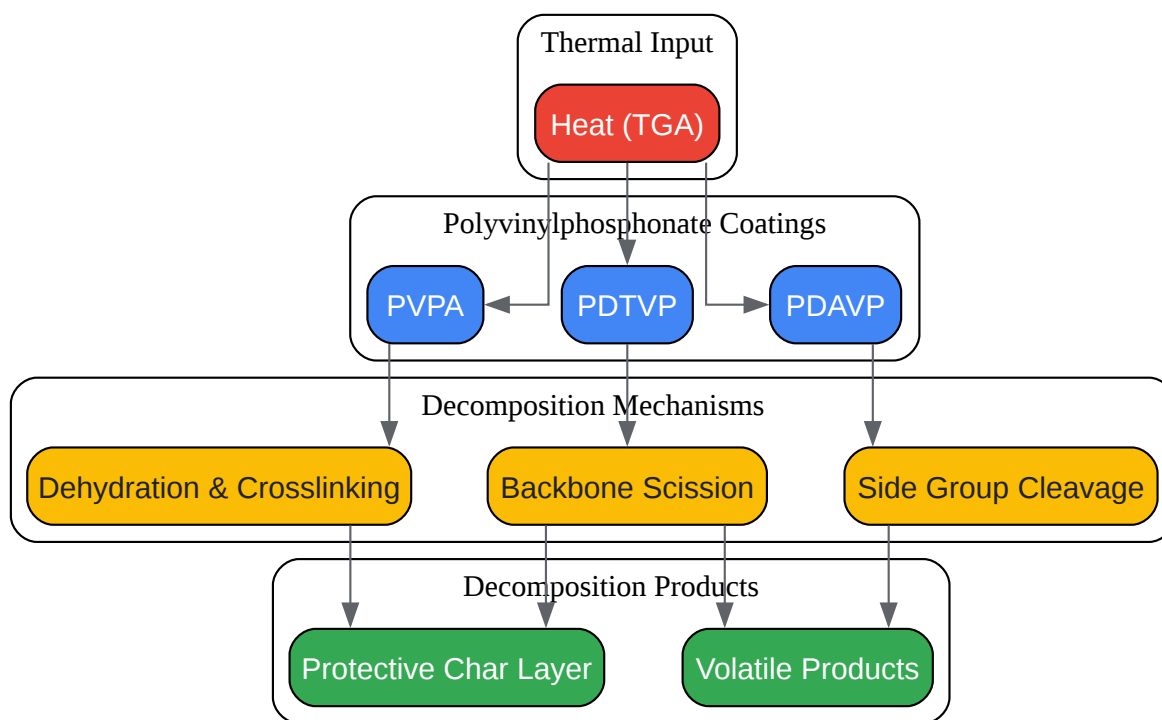 Thermal Input
Heat (TGA)
Polyvinylphosphonate Coatings
PVPA
PDTVP
PDAVP
Decomposition Mechanisms
Dehydration & Crosslinking
Backbone Scission
Side Group Cleavage
Decomposition Products
Protective Char Layer
Volatile Products